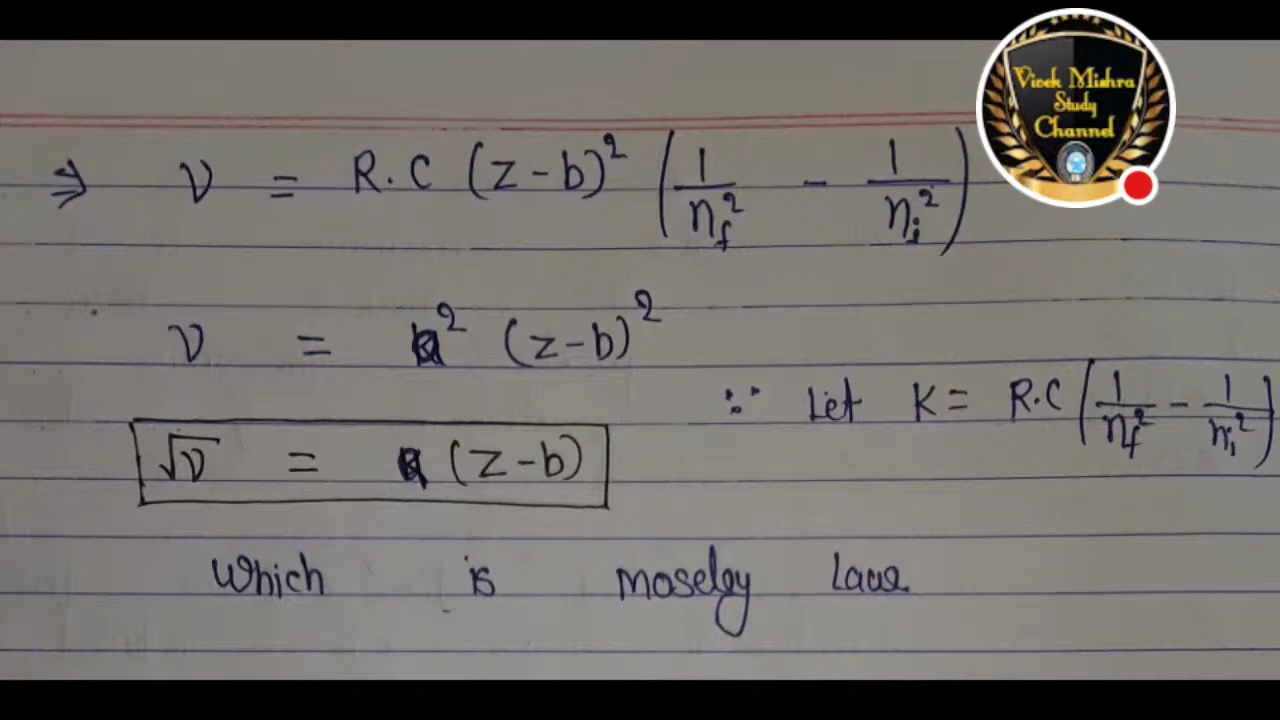 Vivek Mishra
Study
Channel
⇒ ν = R.C (z-b)² (1/n_f² - 1/n_i²)
ν = ² (z-b)²
∵ Let K = R.C (1/n_f² - 1/n_i²)
√ν = (z-b)
which is moseley law